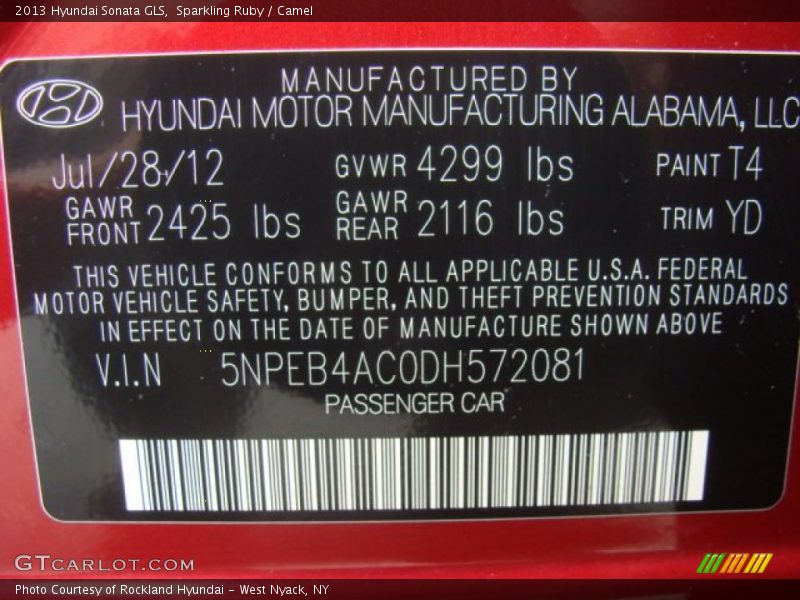 2013 Hyundai Sonata GLS,  Sparkling Ruby / Camel
MANUFACTURED BY
HYUNDAI MOTOR MANUFACTURING ALABAMA, LLC
Jul/28/12 GVWR 4299 lbs PAINT T4
GAWR FRONT 2425 lbs GAWR REAR 2116 lbs TRIM YD
THIS VEHICLE CONFORMS TO ALL APPLICABLE U.S.A. FEDERAL
MOTOR VEHICLE SAFETY, BUMPER, AND THEFT PREVENTION STANDARDS
IN EFFECT ON THE DATE OF MANUFACTURE SHOWN ABOVE
V.I.N 5NPEB4AC0DH572081
PASSENGER CAR
GTCARLOT.COM
Photo Courtesy of Rockland Hyundai - West Nyack, NY